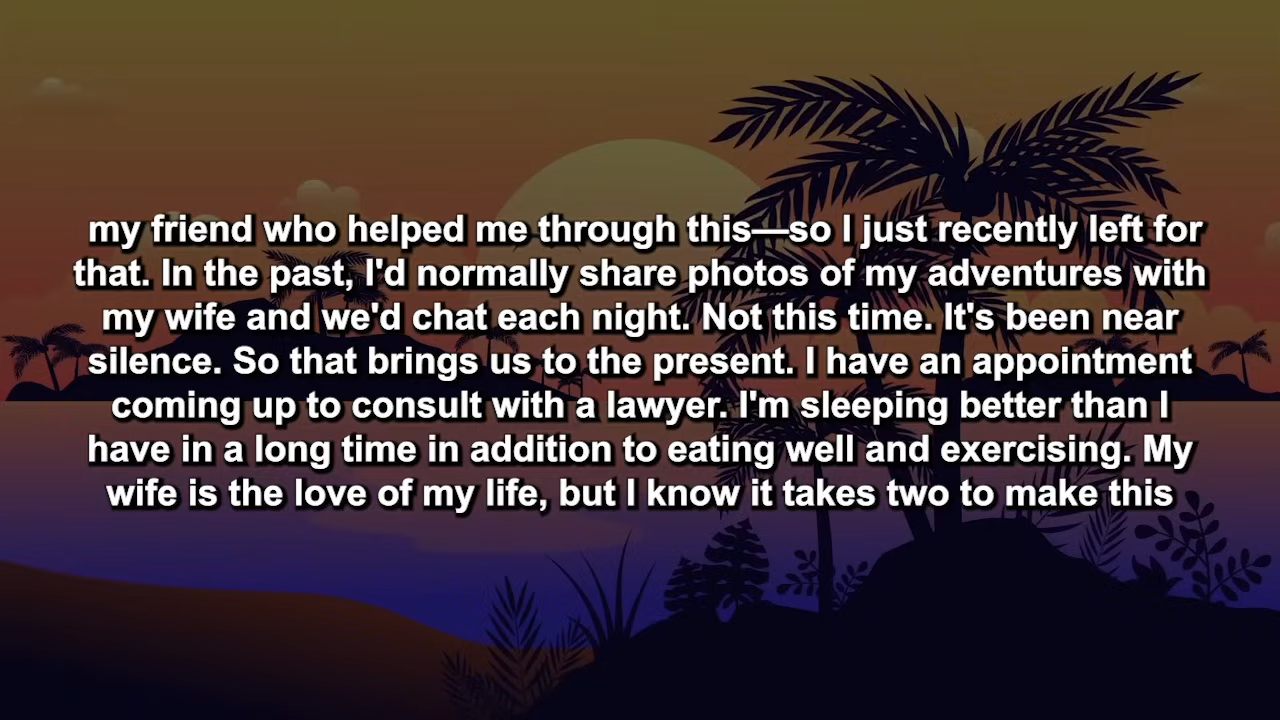 my friend who helped me through this—so I just recently left for
that. In the past, I'd normally share photos of my adventures with
my wife and we'd chat each night. Not this time. It's been near
silence. So that brings us to the present. I have an appointment
coming up to consult with a lawyer. I'm sleeping better than I
have in a long time in addition to eating well and exercising. My
wife is the love of my life, but I know it takes two to make this